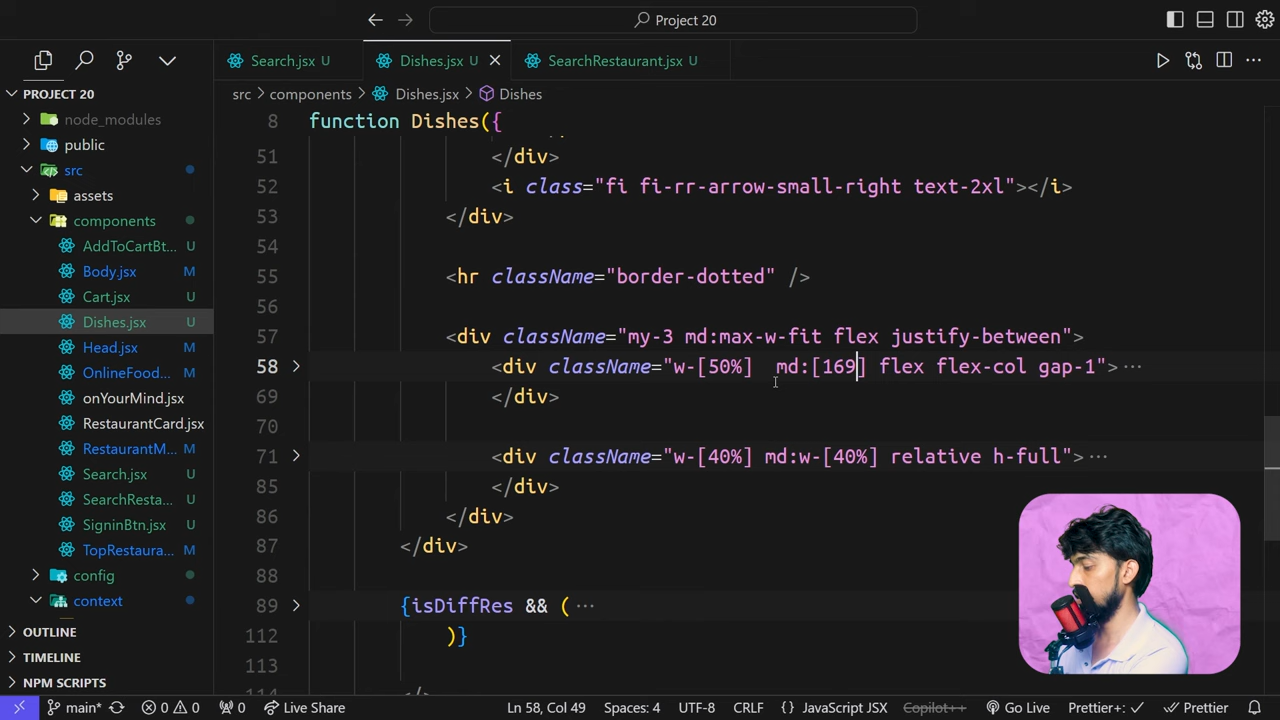 Project 20
Search.jsx U
Dishes.jsx U
SearchRestaurant.jsx U
PROJECT 20
node_modules
public
src
assets
components
AddToCartBt... U
Body.jsx M
Cart.jsx U
Dishes.jsx U
Head.jsx M
OnlineFood... M
onYourMind.jsx
RestaurantCard.jsx
RestaurantM... M
Search.jsx U
SearchResta... U
SigninBtn.jsx U
TopRestaura... M
config
context
OUTLINE
TIMELINE
NPM SCRIPTS
src > components > Dishes.jsx > Dishes
8 function Dishes({
51 </div>
52 <i class="fi fi-rr-arrow-small-right text-2xl"></i>
53 </div>
54
55 <hr className="border-dotted" />
56
57 <div className="my-3 md:max-w-fit flex justify-between">
58 <div className="w-[50%]  md:[169] flex flex-col gap-1">...
69 </div>
70
71 <div className="w-[40%] md:w-[40%] relative h-full">...
85 </div>
86 </div>
87 </div>
88
89 {isDiffRes && (...
112 )}
113
114 </>
main* 0 0 0 Live Share Ln 58, Col 49 Spaces: 4 UTF-8 CRLF {} JavaScript JSX Copilot++ Go Live Prettier+ Prettier